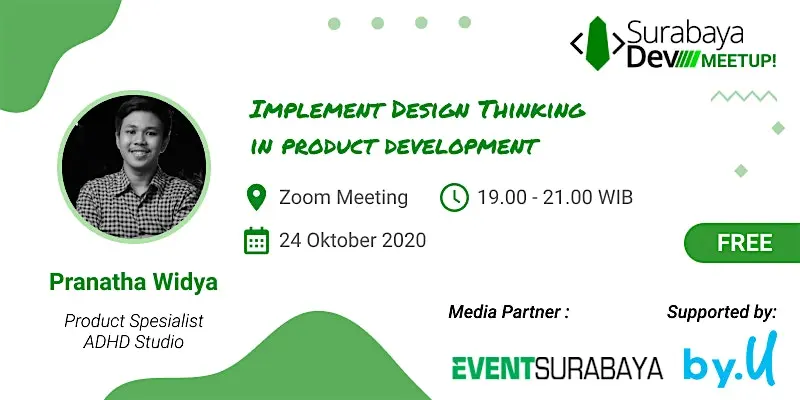 Surabaya
Dev MEETUP!
IMPLEMENT DESIGN THINKING
IN PRODUCT DEVELOPMENT
Zoom Meeting
19.00 - 21.00 WIB
24 Oktober 2020
FREE
Pranatha Widya
Product Spesialist
ADHD Studio
Media Partner :
EVENTSURABAYA
Supported by:
by.U